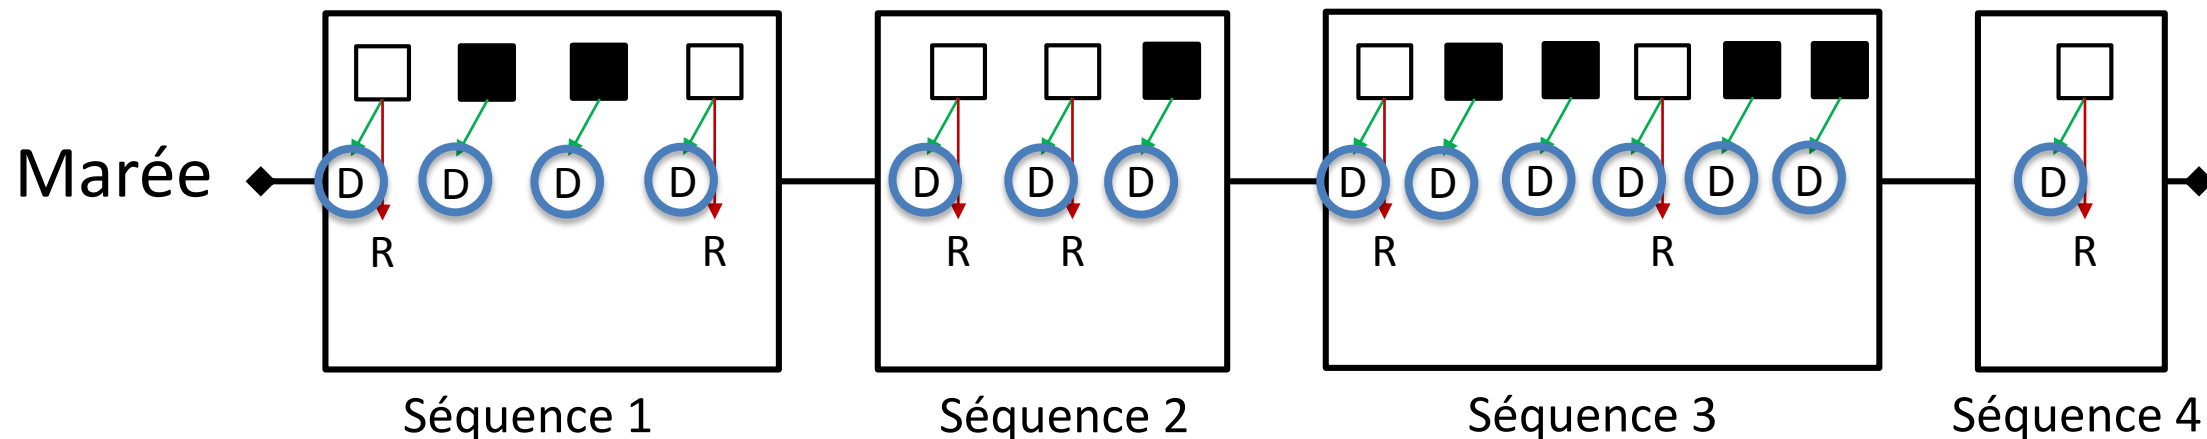 Marée
D D D D D D D D D D D D D D
R R R R R R R
Séquence 1 Séquence 2 Séquence 3 Séquence 4